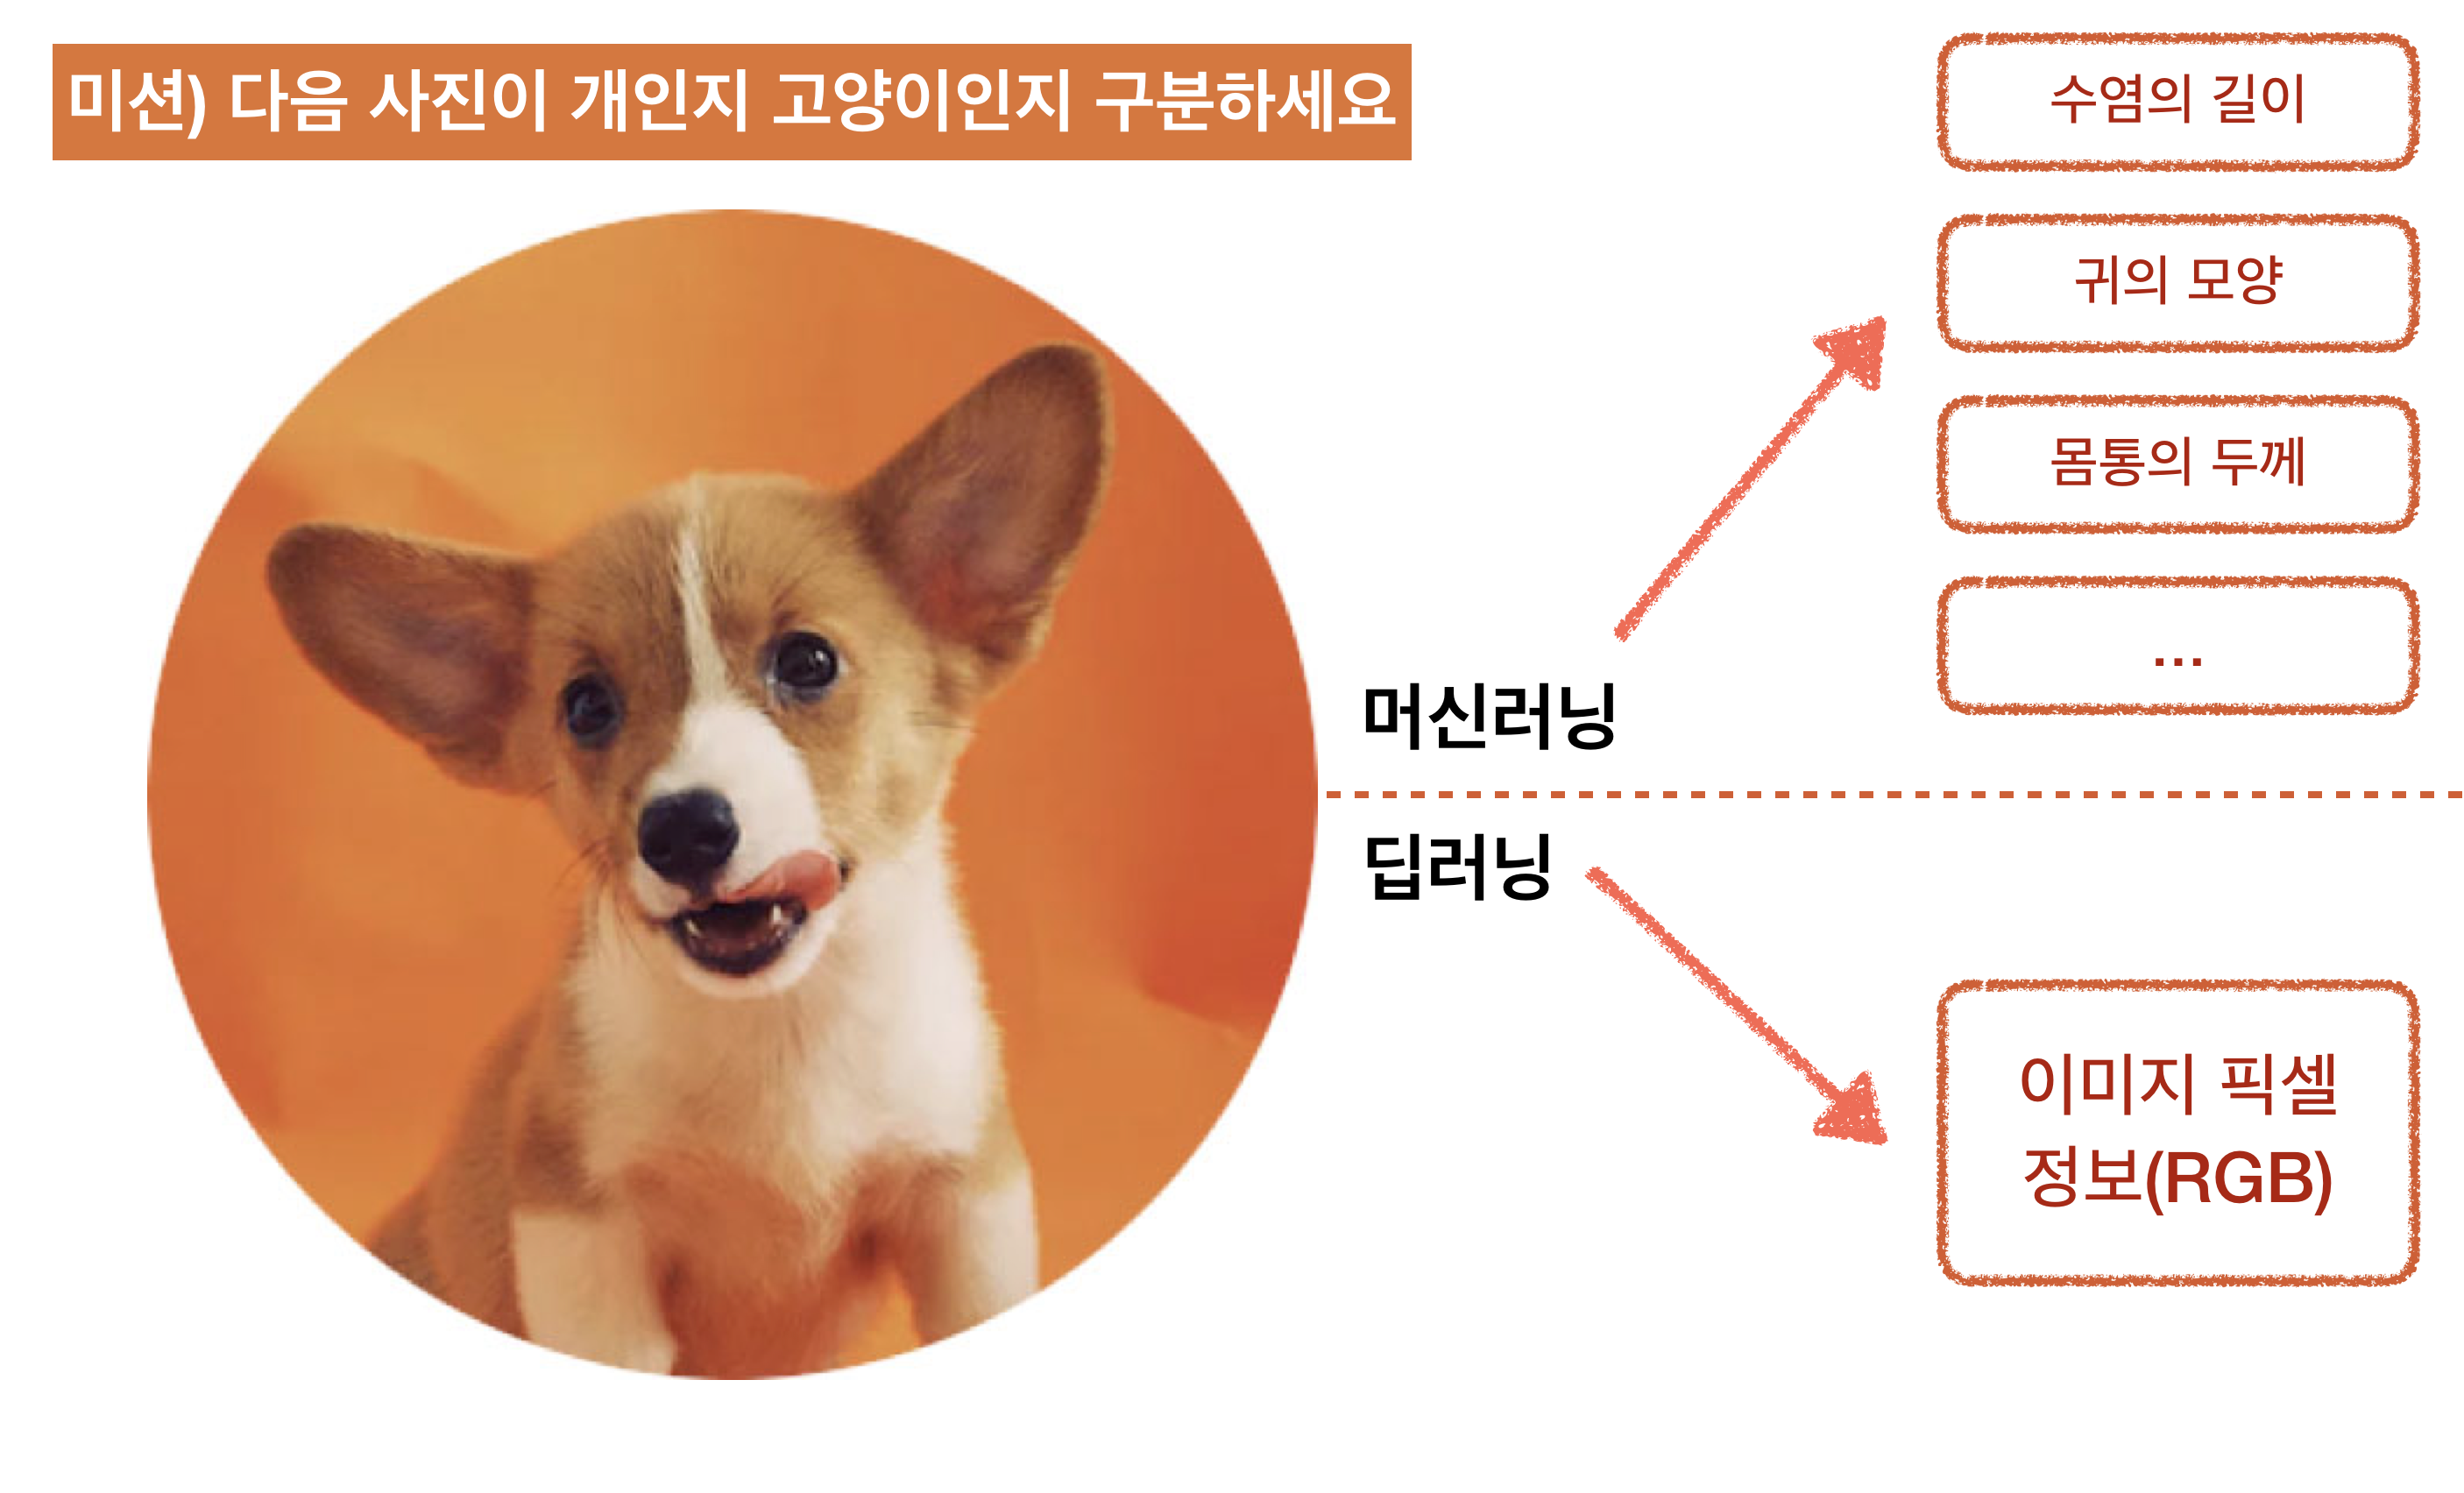 미션) 다음 사진이 개인지 고양이인지 구분하세요
수염의 길이
귀의 모양
몸통의 두께
...
머신러닝
딥러닝
이미지 픽셀
정보(RGB)